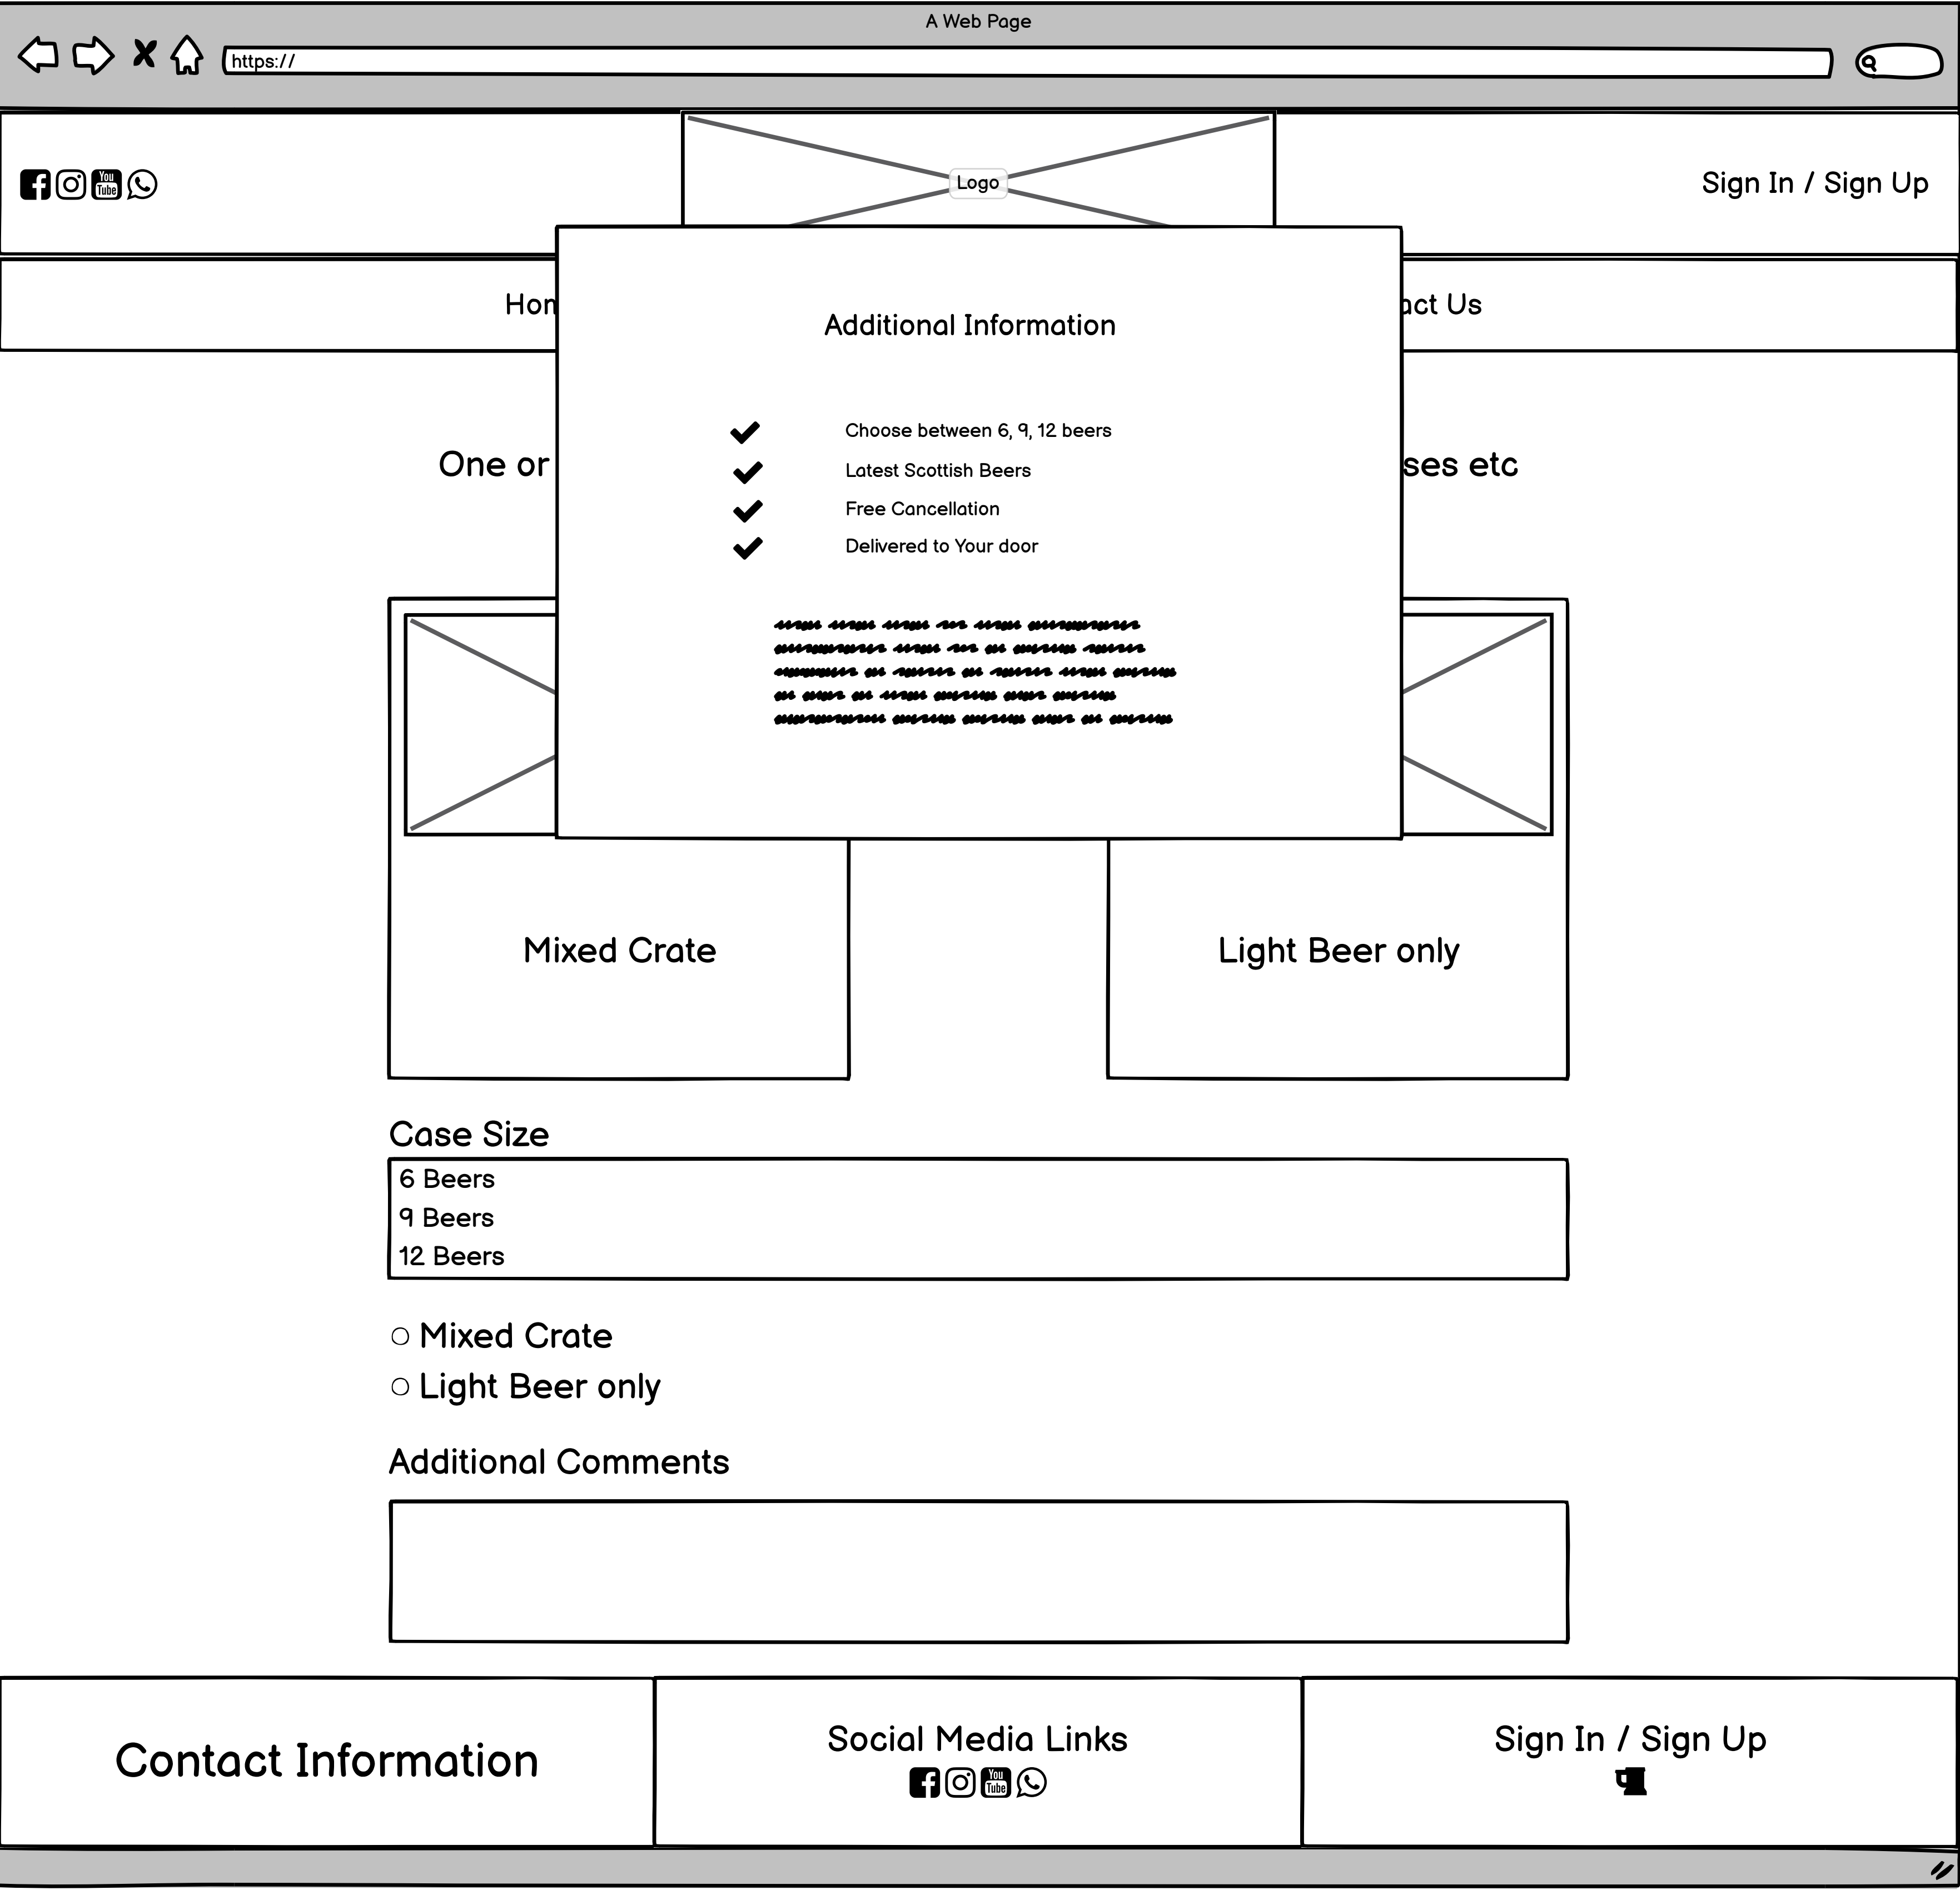 A Web Page
https://
Logo
Sign In / Sign Up
act Us
Additional Information
Choose between 6, 9, 12 beers
Latest Scottish Beers
Free Cancellation
Delivered to Your door
One or
ses etc
Mixed Crate
Light Beer only
Case Size
6 Beers
9 Beers
12 Beers
Mixed Crate
Light Beer only
Additional Comments
Contact Information
Social Media Links
You
Tube
Sign In / Sign Up